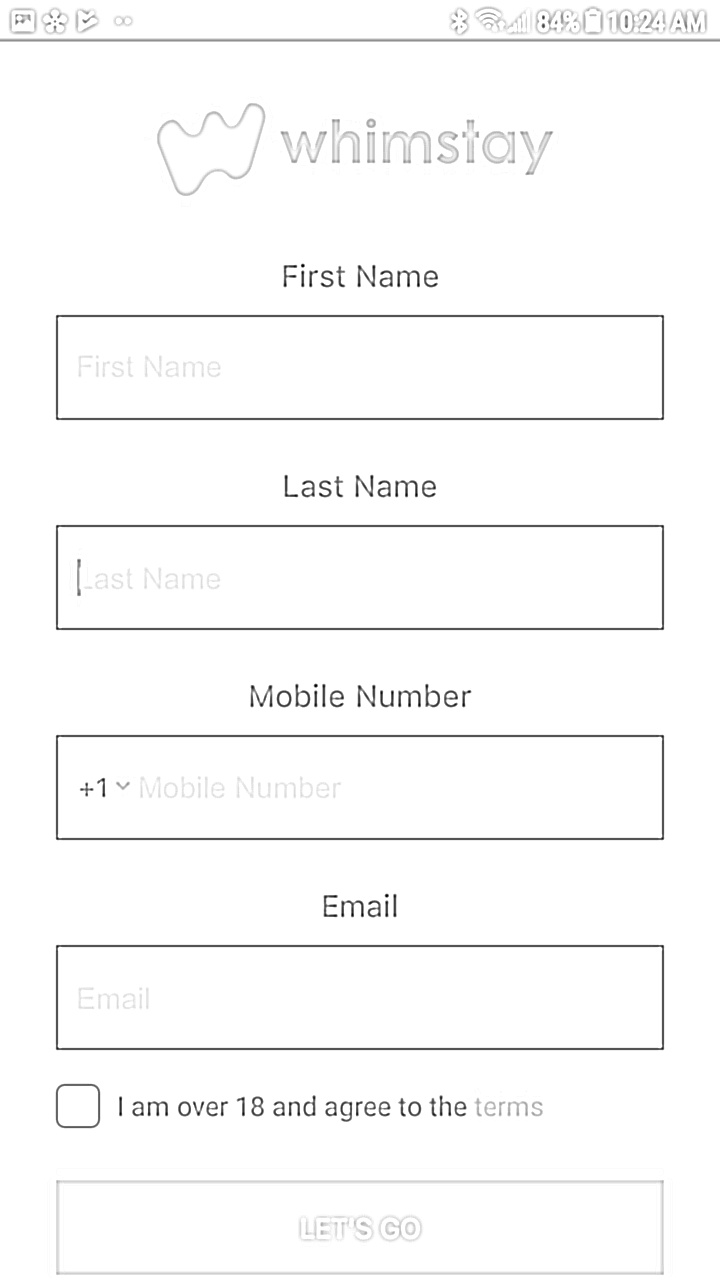 84% 10:24 AM
whimstay
First Name
First Name
Last Name
Last Name
Mobile Number
+1 Mobile Number
Email
Email
I am over 18 and agree to the terms
LET'S GO